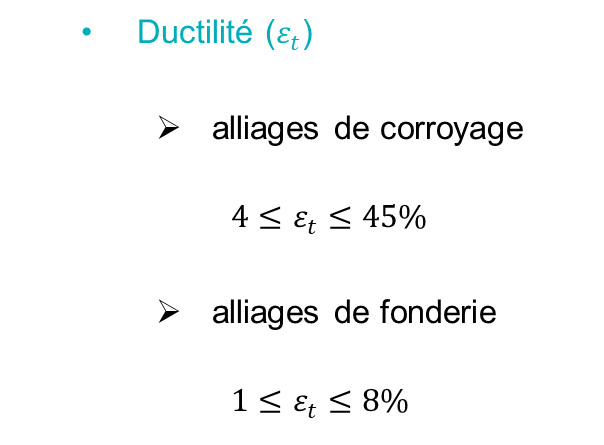 • Ductilité (εₜ)
➢ alliages de corroyage
4 ≤ εₜ ≤ 45%
➢ alliages de fonderie
1 ≤ εₜ ≤ 8%